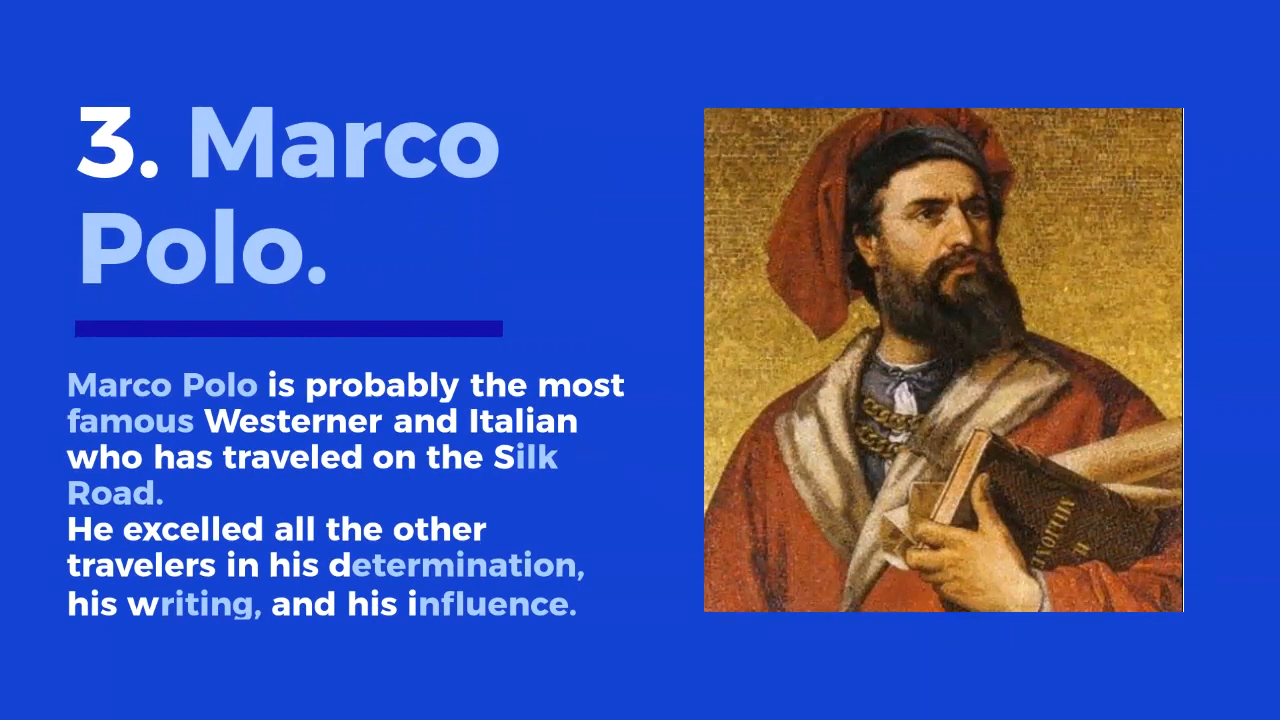 3. Marco
Polo.
Marco Polo is probably the most
famous Westerner and Italian
who has traveled on the Silk
Road.
He excelled all the other
travelers in his determination,
his writing, and his influence.